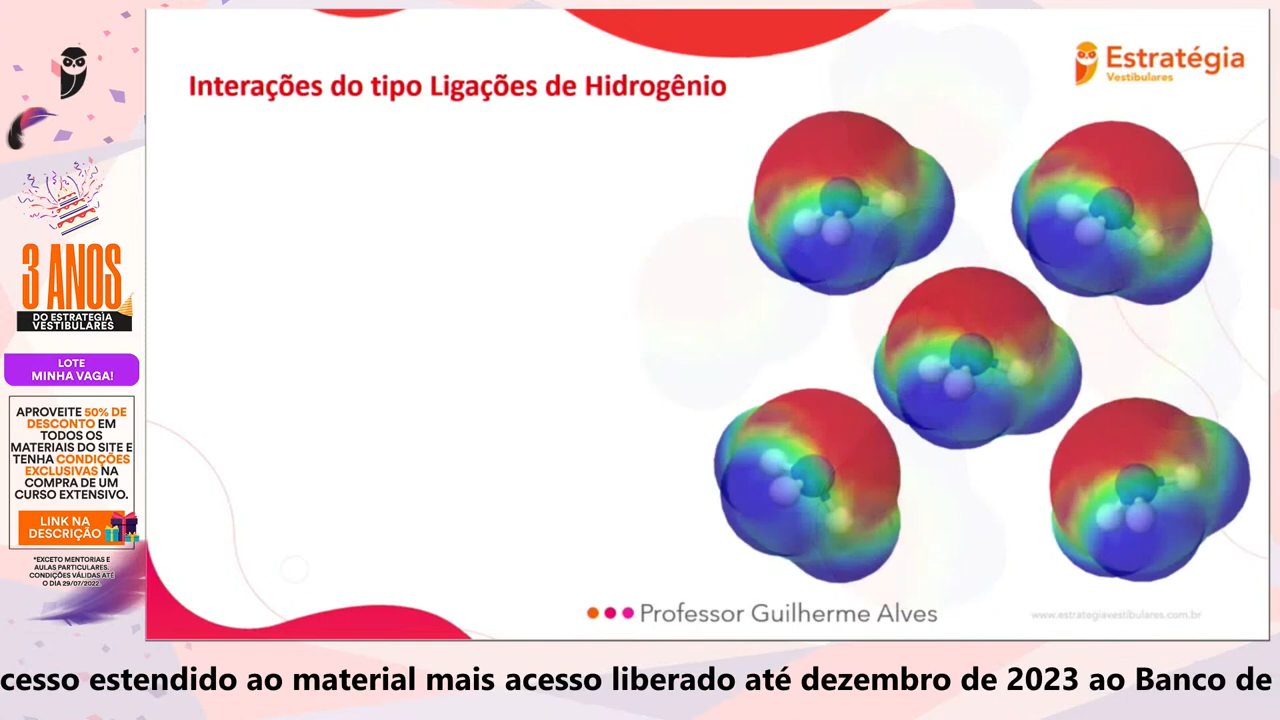 Interações do tipo Ligações de Hidrogênio
Estratégia
Vestibulares
3 ANOS
DO ESTRATEGIA
VESTIBULARES
LOTE
MINHA VAGA!
APROVEITE 50% DE
DESCONTO EM
TODOS OS
MATERIAIS DO SITE E
TENHA CONDIÇÕES
EXCLUSIVAS NA
COMPRA DE UM
CURSO EXTENSIVO.
LINK NA
DESCRIÇÃO
*EXCETO MENTORIAS E
AULAS PARTICULARES.
CONDIÇÕES VÁLIDAS ATÉ
O DIA 29/07/2022.
Professor Guilherme Alves
www.estrategiavestibulares.com.br
cesso estendido ao material mais acesso liberado até dezembro de 2023 ao Banco de